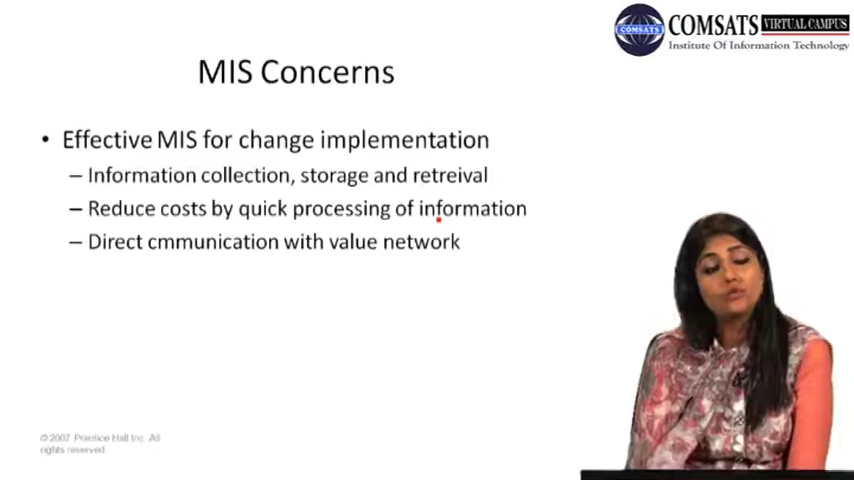 COMSATS VIRTUAL CAMPUS
Institute Of Information Technology
COMSATS
MIS Concerns
• Effective MIS for change implementation
– Information collection, storage and retreival
– Reduce costs by quick processing of information
– Direct cmmunication with value network
© 2007 Prentice Hall Inc. All
rights reserved